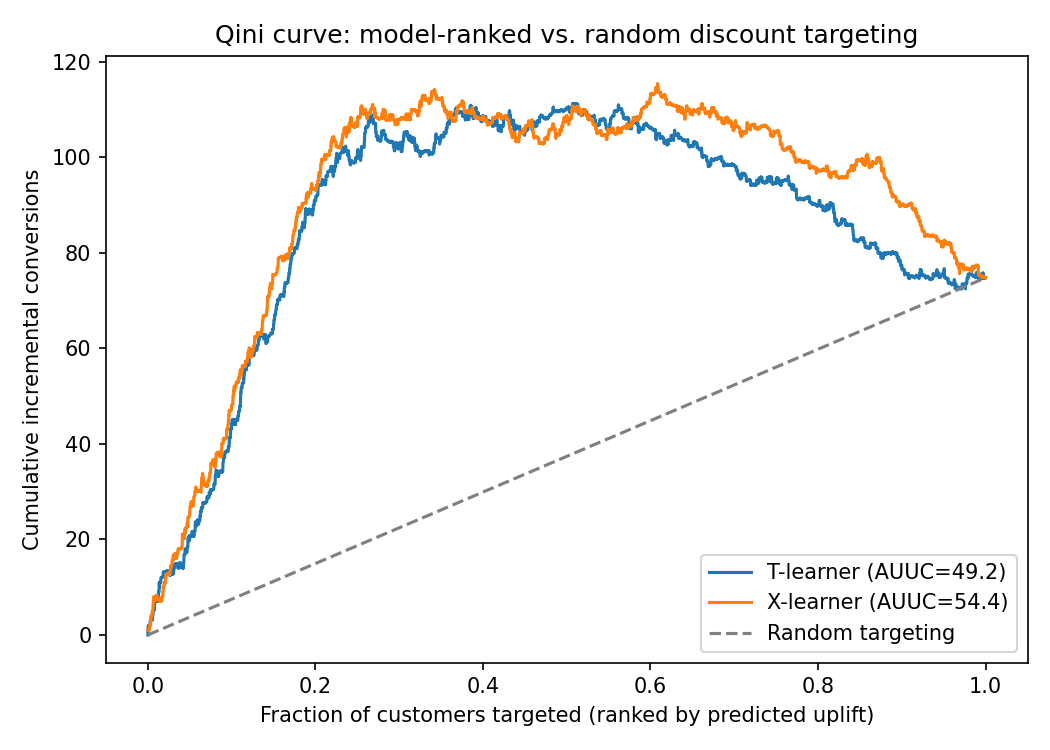 Qini curve: model-ranked vs. random discount targeting
120
100
80
60
40
20
0
Cumulative incremental conversions
T-learner (AUUC=49.2)
X-learner (AUUC=54.4)
Random targeting
0.0 0.2 0.4 0.6 0.8 1.0
Fraction of customers targeted (ranked by predicted uplift)